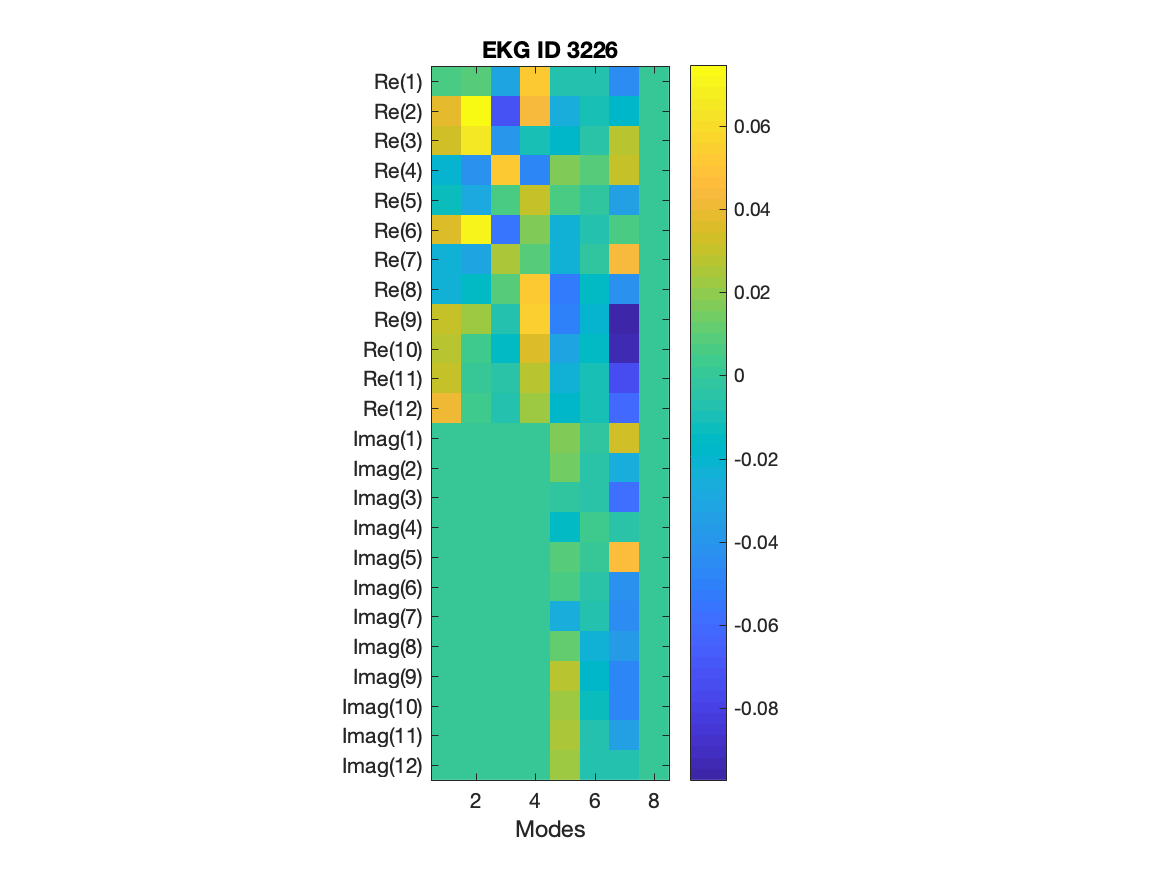 EKG ID 3226
Re(1)
Re(2)
Re(3)
Re(4)
Re(5)
Re(6)
Re(7)
Re(8)
Re(9)
Re(10)
Re(11)
Re(12)
Imag(1)
Imag(2)
Imag(3)
Imag(4)
Imag(5)
Imag(6)
Imag(7)
Imag(8)
Imag(9)
Imag(10)
Imag(11)
Imag(12)
2 4 6 8
Modes
0.06
0.04
0.02
0
-0.02
-0.04
-0.06
-0.08